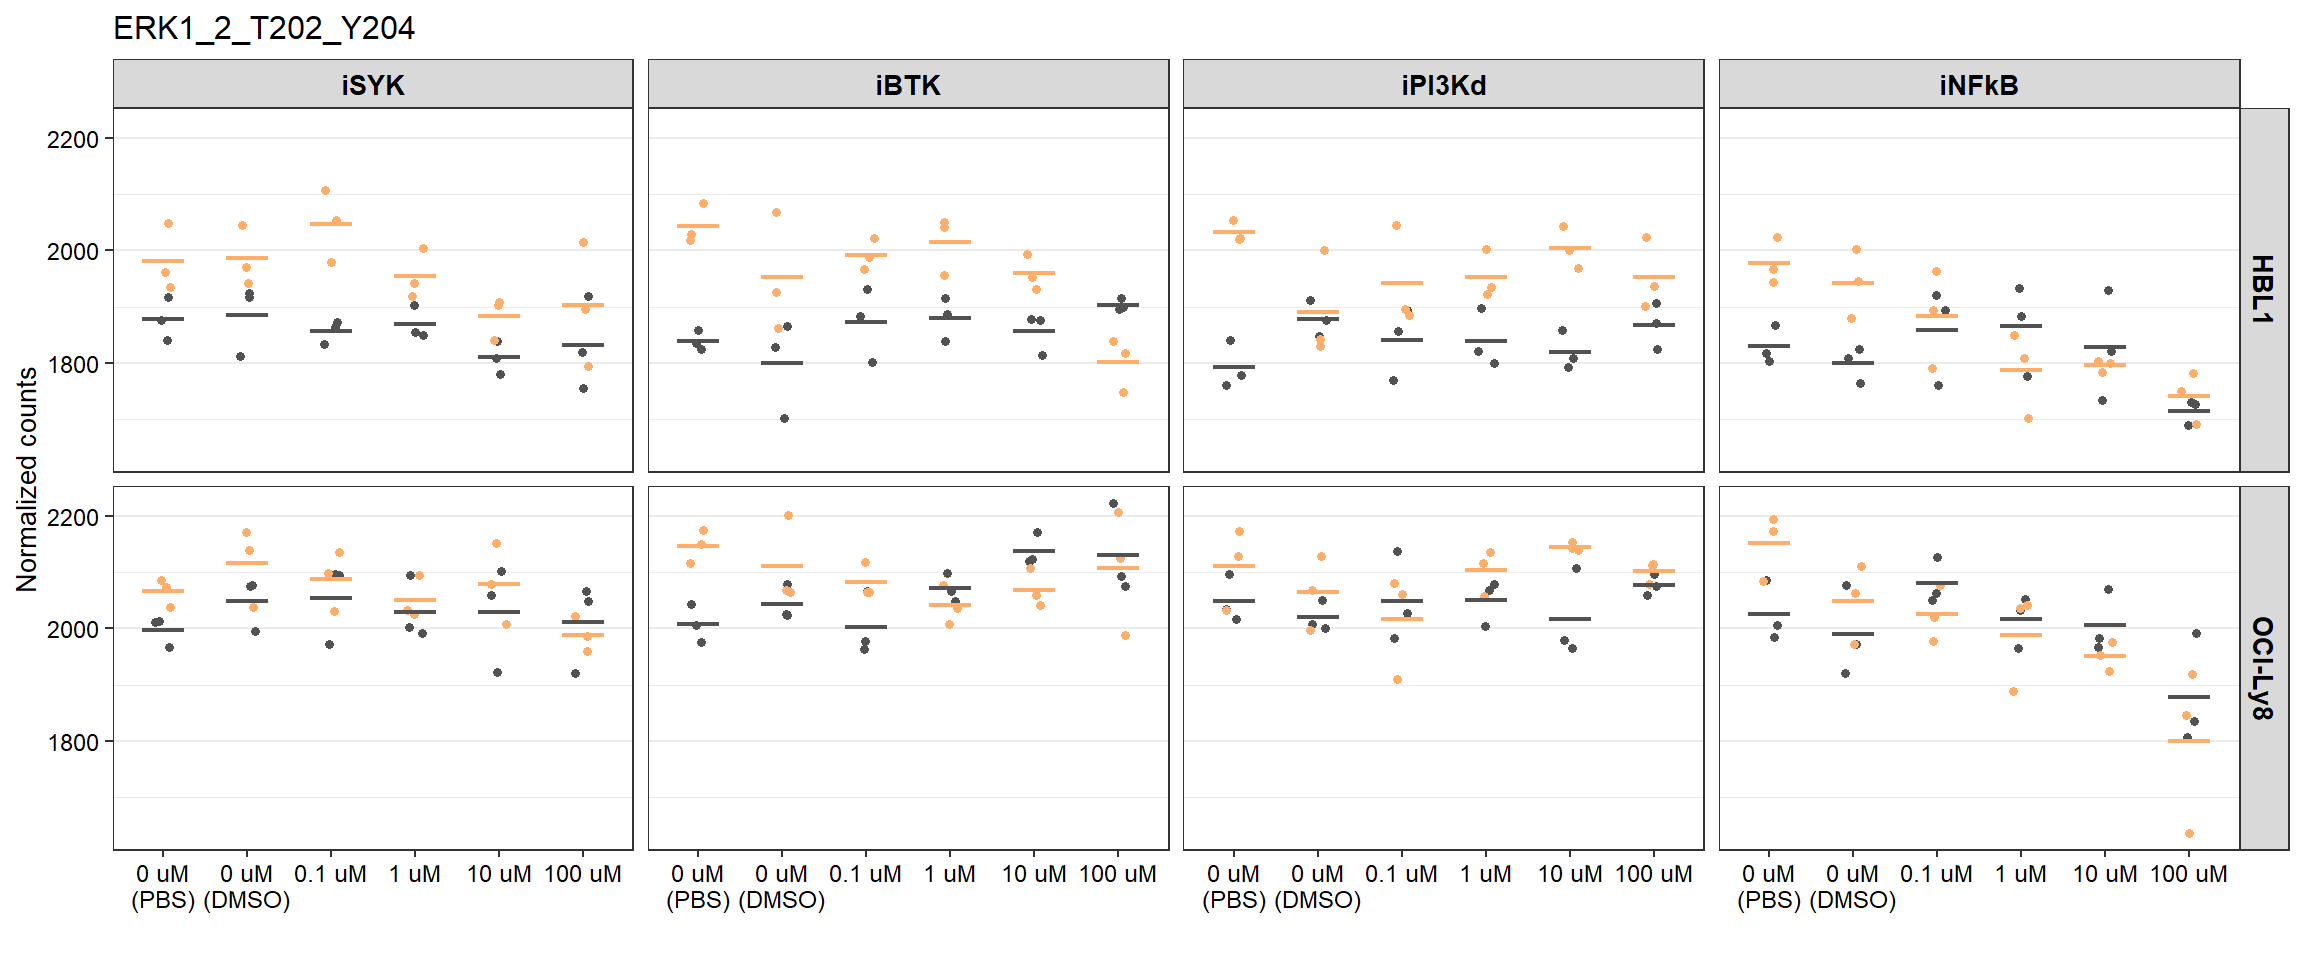 ERK1_2_T202_Y204
iSYK iBTK iPI3Kd iNFkB
Normalized counts
2200
2000
1800
HBL1
2200
2000
1800
OCI-Ly8
0 uM 0 uM 0.1 uM 1 uM 10 uM 100 uM 0 uM 0 uM 0.1 uM 1 uM 10 uM 100 uM 0 uM 0 uM 0.1 uM 1 uM 10 uM 100 uM 0 uM 0 uM 0.1 uM 1 uM 10 uM 100 uM
(PBS) (DMSO) (PBS) (DMSO) (PBS) (DMSO) (PBS) (DMSO)